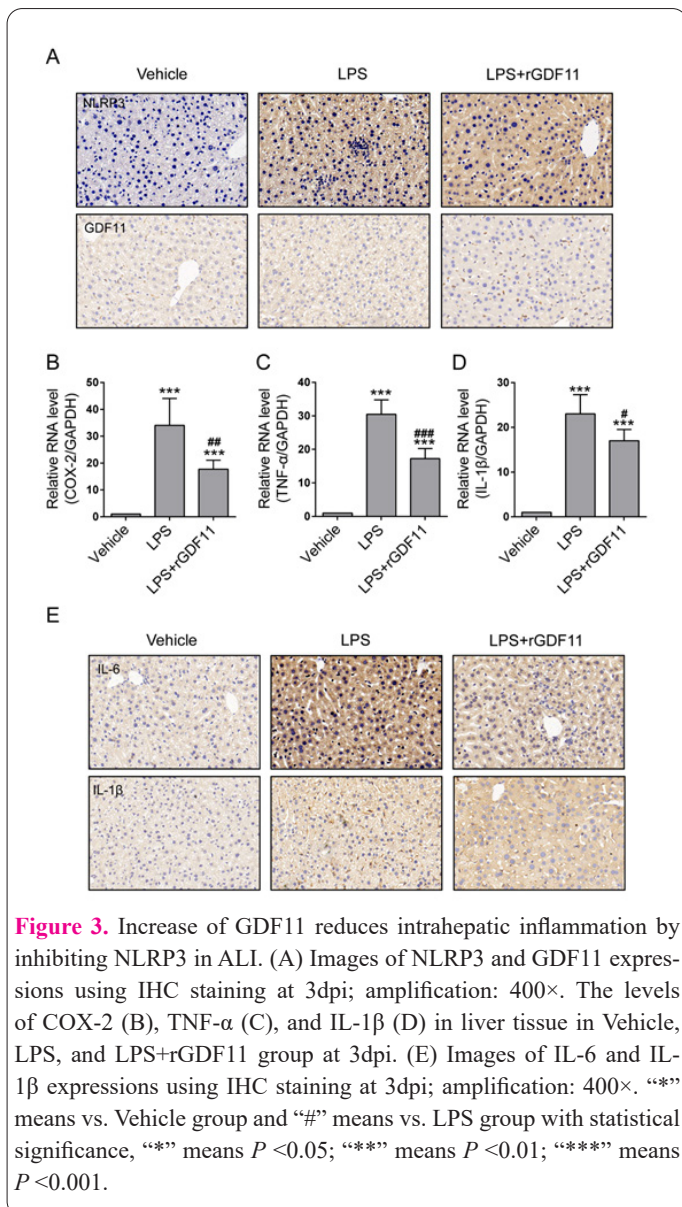 A
Vehicle LPS LPS+rGDF11
NLRP3
GDF11
B C D
Relative RNA level
(COX-2/GAPDH)
50
40
30
20
10
0
***
##
***
Vehicle
LPS
LPS+rGDF11
Relative RNA level
(TNF-α/GAPDH)
40
30
20
10
0
***
###
***
Vehicle
LPS
LPS+rGDF11
Relative RNA level
(IL-1β/GAPDH)
30
20
10
0
***
#
***
Vehicle
LPS
LPS+rGDF11
E
Vehicle LPS LPS+rGDF11
IL-6
IL-1β
Figure 3. Increase of GDF11 reduces intrahepatic inflammation by
inhibiting NLRP3 in ALI. (A) Images of NLRP3 and GDF11 expres-
sions using IHC staining at 3dpi; amplification: 400×. The levels
of COX-2 (B), TNF-α (C), and IL-1β (D) in liver tissue in Vehicle,
LPS, and LPS+rGDF11 group at 3dpi. (E) Images of IL-6 and IL-
1β expressions using IHC staining at 3dpi; amplification: 400×. “*”
means vs. Vehicle group and “#” means vs. LPS group with statistical
significance, “*” means P <0.05; “**” means P <0.01; “***” means
P <0.001.